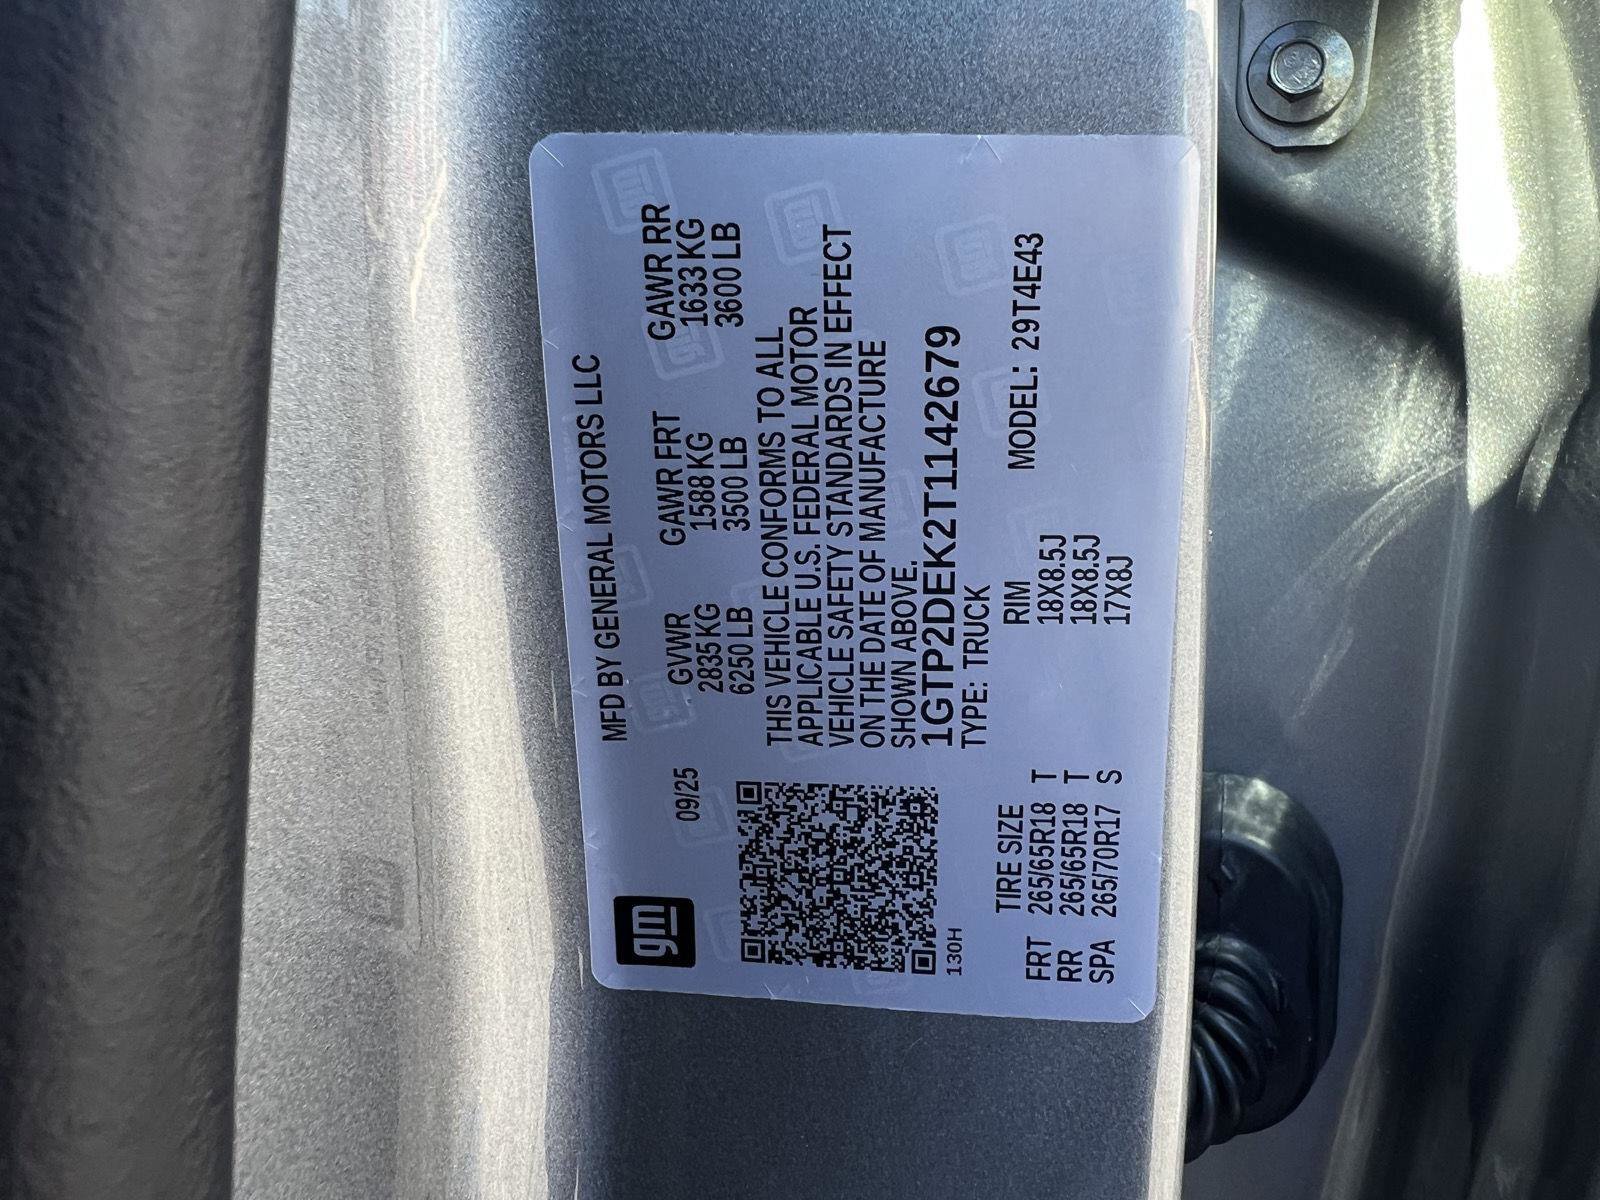 gm
09/25
MFD BY GENERAL MOTORS LLC
GVWR GAWR FRT GAWR RR
2835 KG 1588 KG 1633 KG
6250 LB 3500 LB 3600 LB
THIS VEHICLE CONFORMS TO ALL
APPLICABLE U.S. FEDERAL MOTOR
VEHICLE SAFETY STANDARDS IN EFFECT
ON THE DATE OF MANUFACTURE
SHOWN ABOVE.
1GTP2DEK2T1142679
TYPE: TRUCK
130H
MODEL: 29T4E43
TIRE SIZE RIM
FRT 265/65R18 T 18X8.5J
RR 265/65R18 T 18X8.5J
SPA 265/70R17 S 17X8J